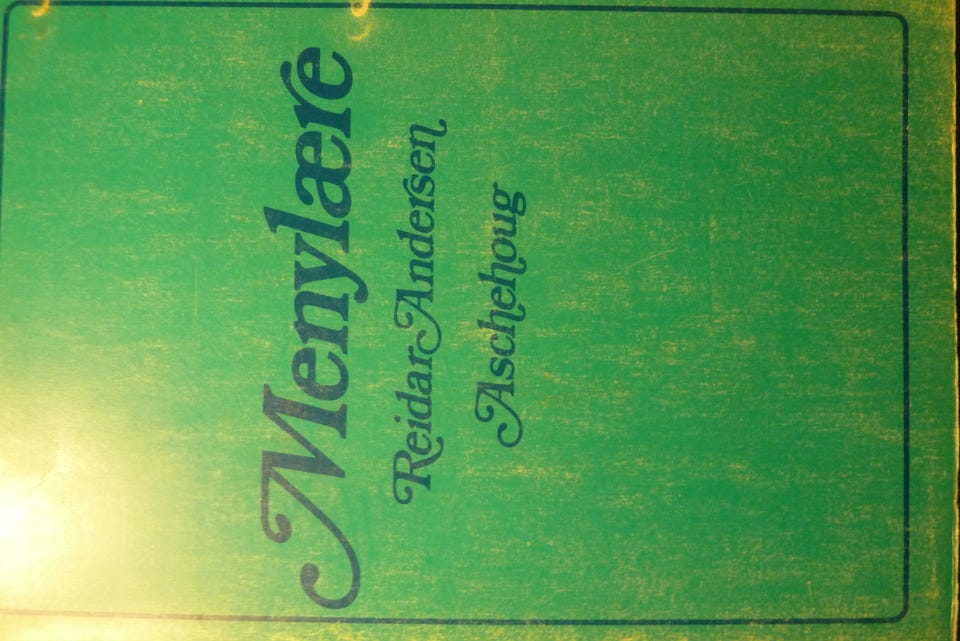 Menylære
Reidar Andersen
Aschehoug